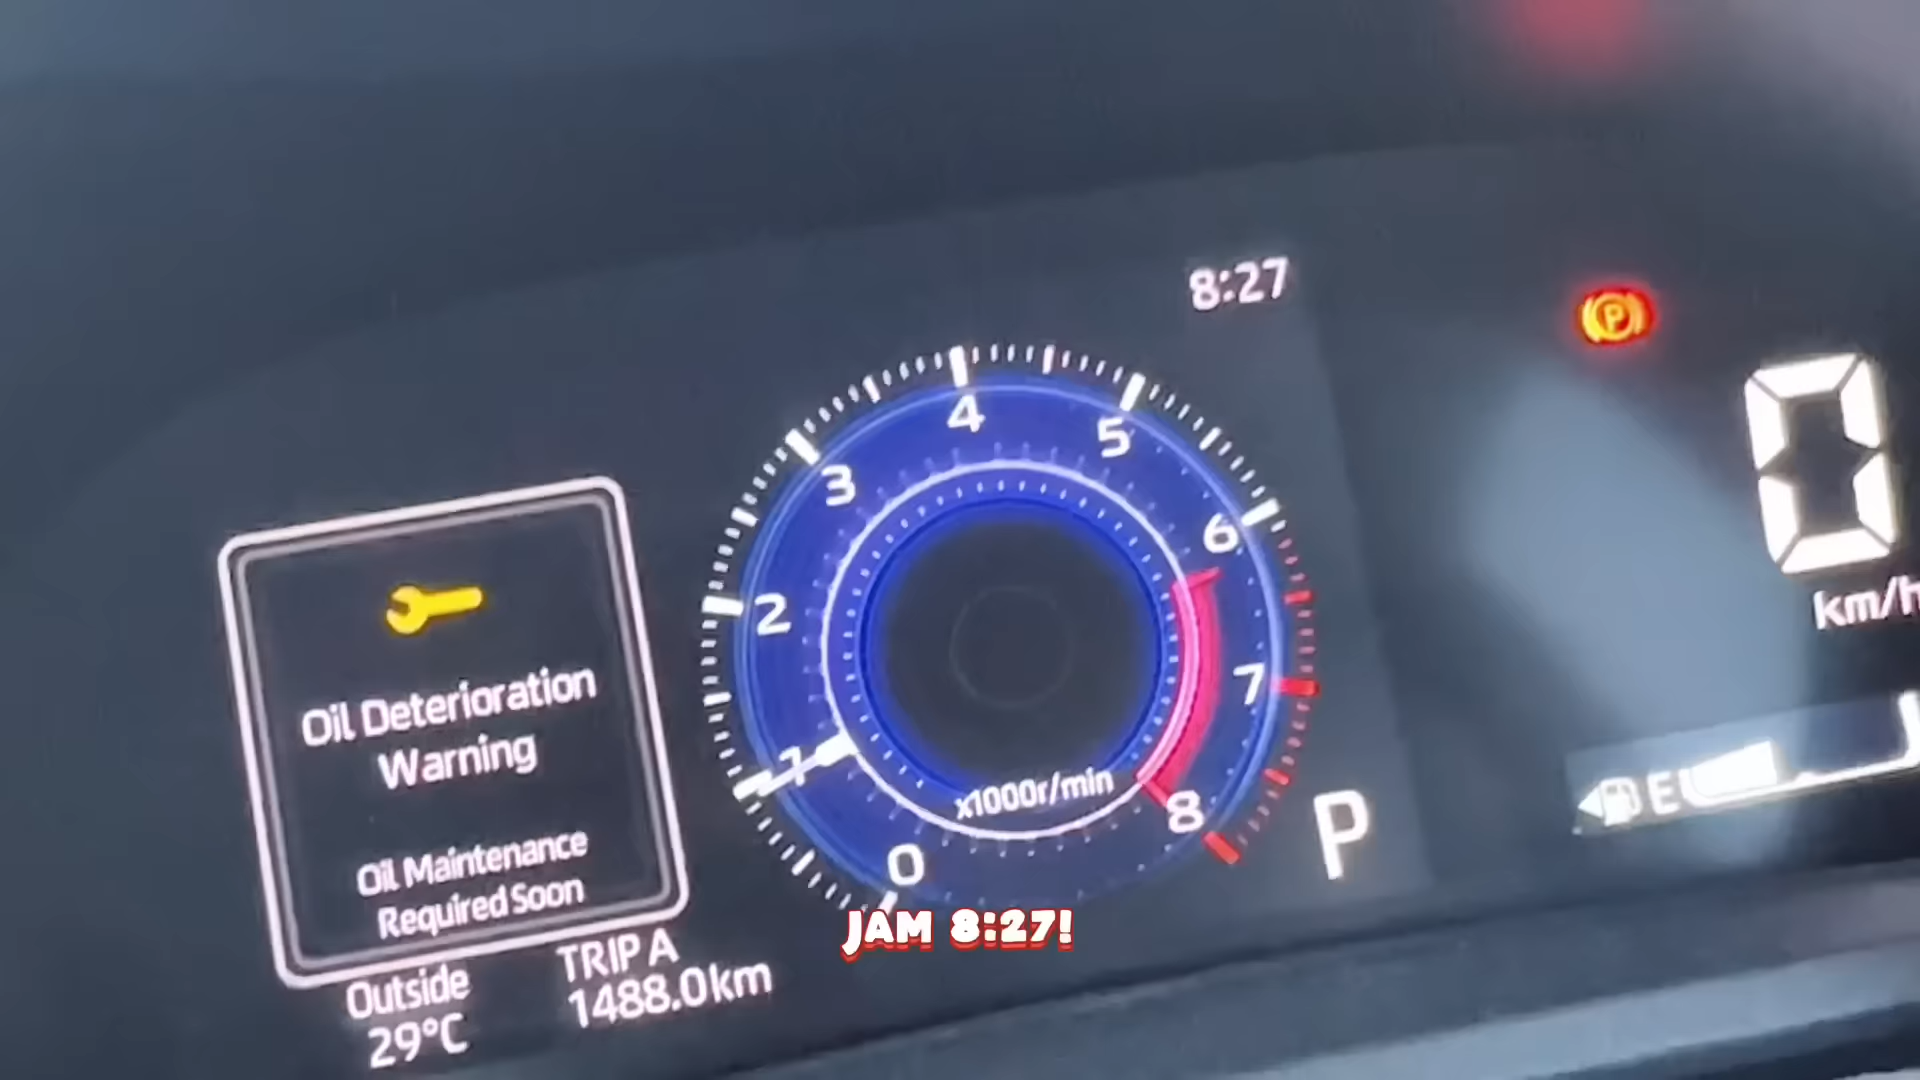 8:27
4
5
3
6
2
7
1
x1000r/min
8
0
P
0
km/h
E
Oil Deterioration
Warning
Oil Maintenance
Required Soon
Outside
29°C
TRIP A
1488.0km
P
JAM 8:27!